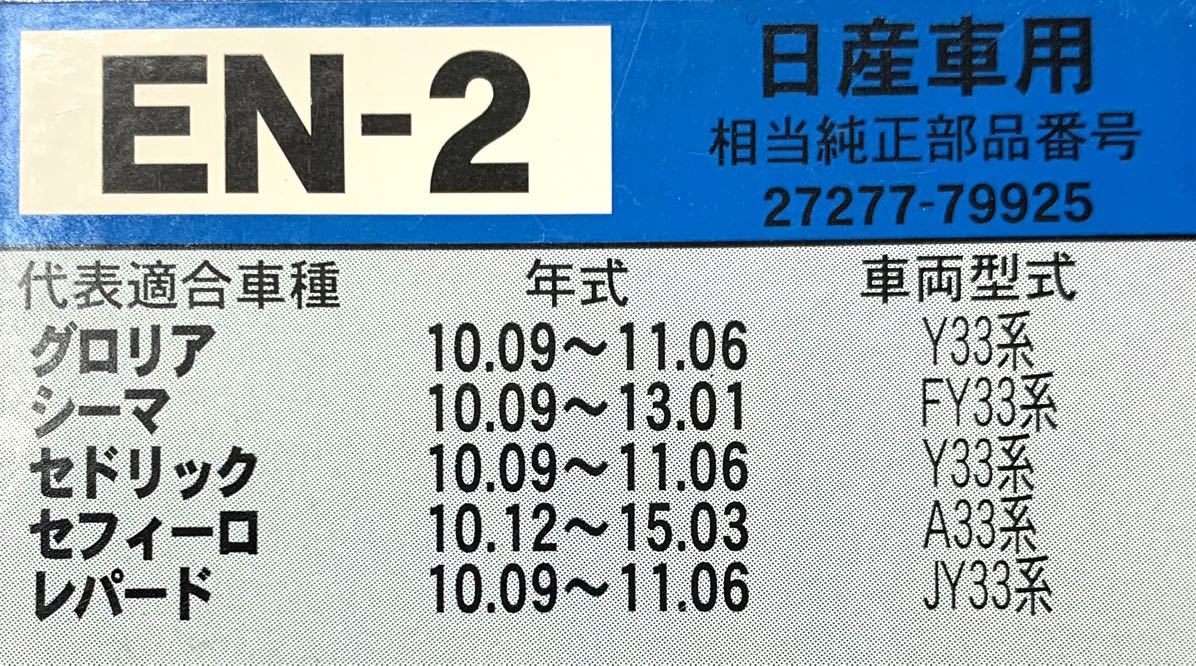 EN-2
日産車用
相当純正部品番号
27277-79925
代表適合車種 年式 車両型式
グロリア 10.09～11.06 Y33系
シーマ 10.09～13.01 FY33系
セドリック 10.09～11.06 Y33系
セフィーロ 10.12～15.03 A33系
レパード 10.09～11.06 JY33系